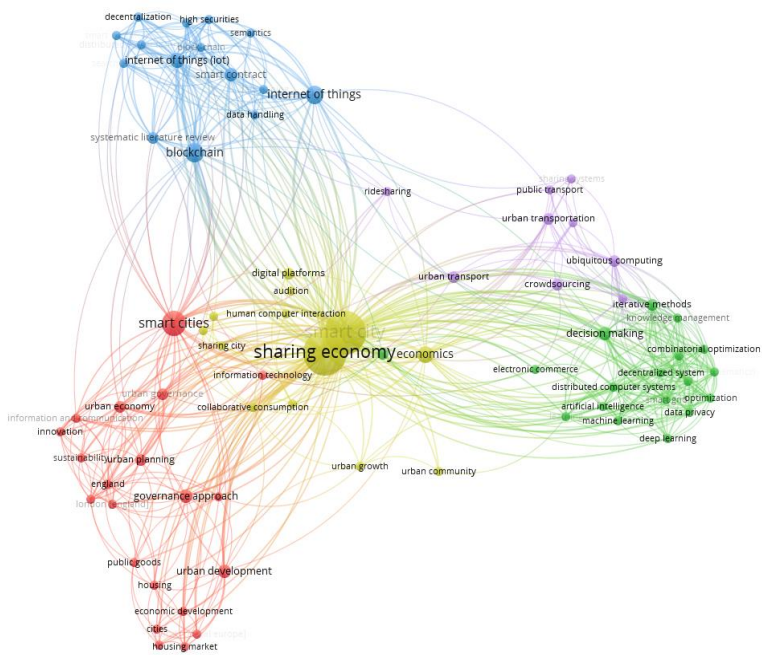 decentralization
high securities
semantics
blockchain
internet of things (iot)
smart contract
internet of things
data handling
systematic literature review
blockchain
ridesharing
sharing systems
public transport
urban transportation
ubiquitous computing
urban transport
crowdsourcing
digital platforms
audition
human computer interaction
smart cities
smart city
sharing city
sharing economy
economics
iterative methods
knowledge management
decision making
combinatorial optimization
electronic commerce
decentralized system
distributed computer systems
optimization
artificial intelligence
data privacy
machine learning
deep learning
information technology
urban governance
urban economy
collaborative consumption
information and communication
innovation
sustainability
urban planning
urban growth
urban community
england
governance approach
london [england]
public goods
urban development
housing
economic development
cities
housing market